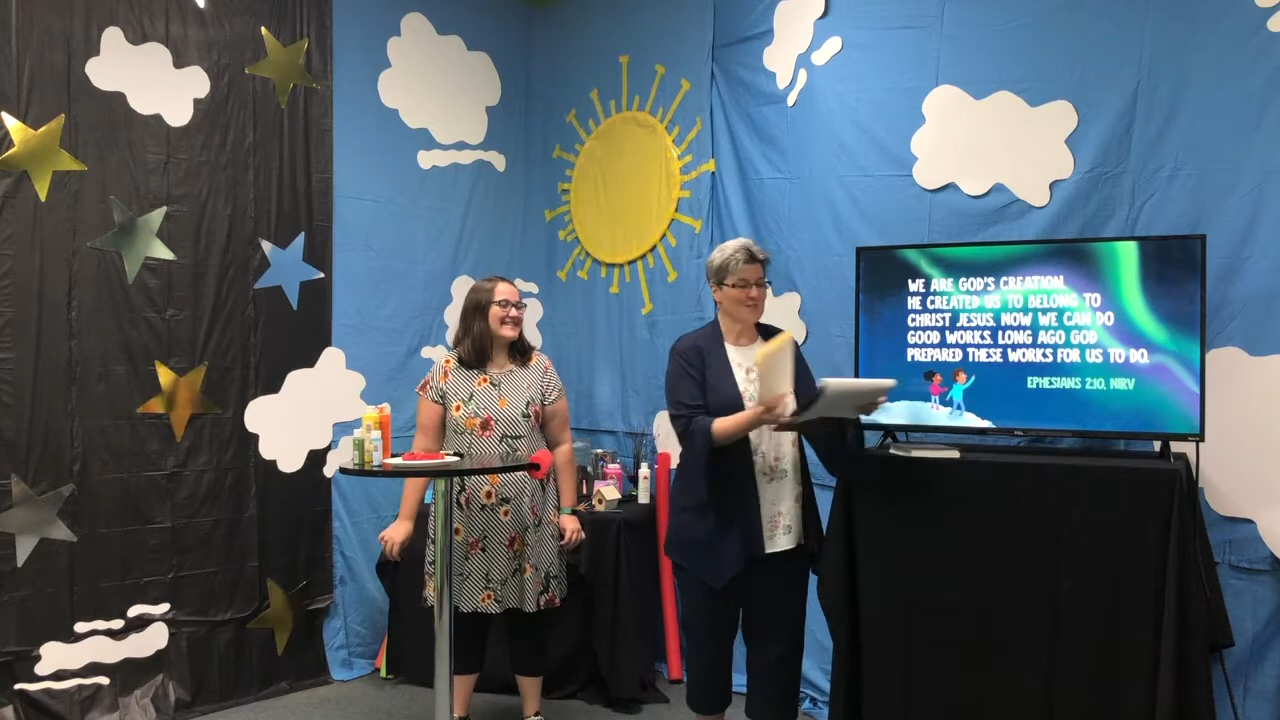 WE ARE GOD'S CREATION.
HE CREATED US TO BELONG TO
CHRIST JESUS. NOW WE CAN DO
GOOD WORKS. LONG AGO GOD
PREPARED THESE WORKS FOR US TO DO.
EPHESIANS 2:10, NIRV
TCL